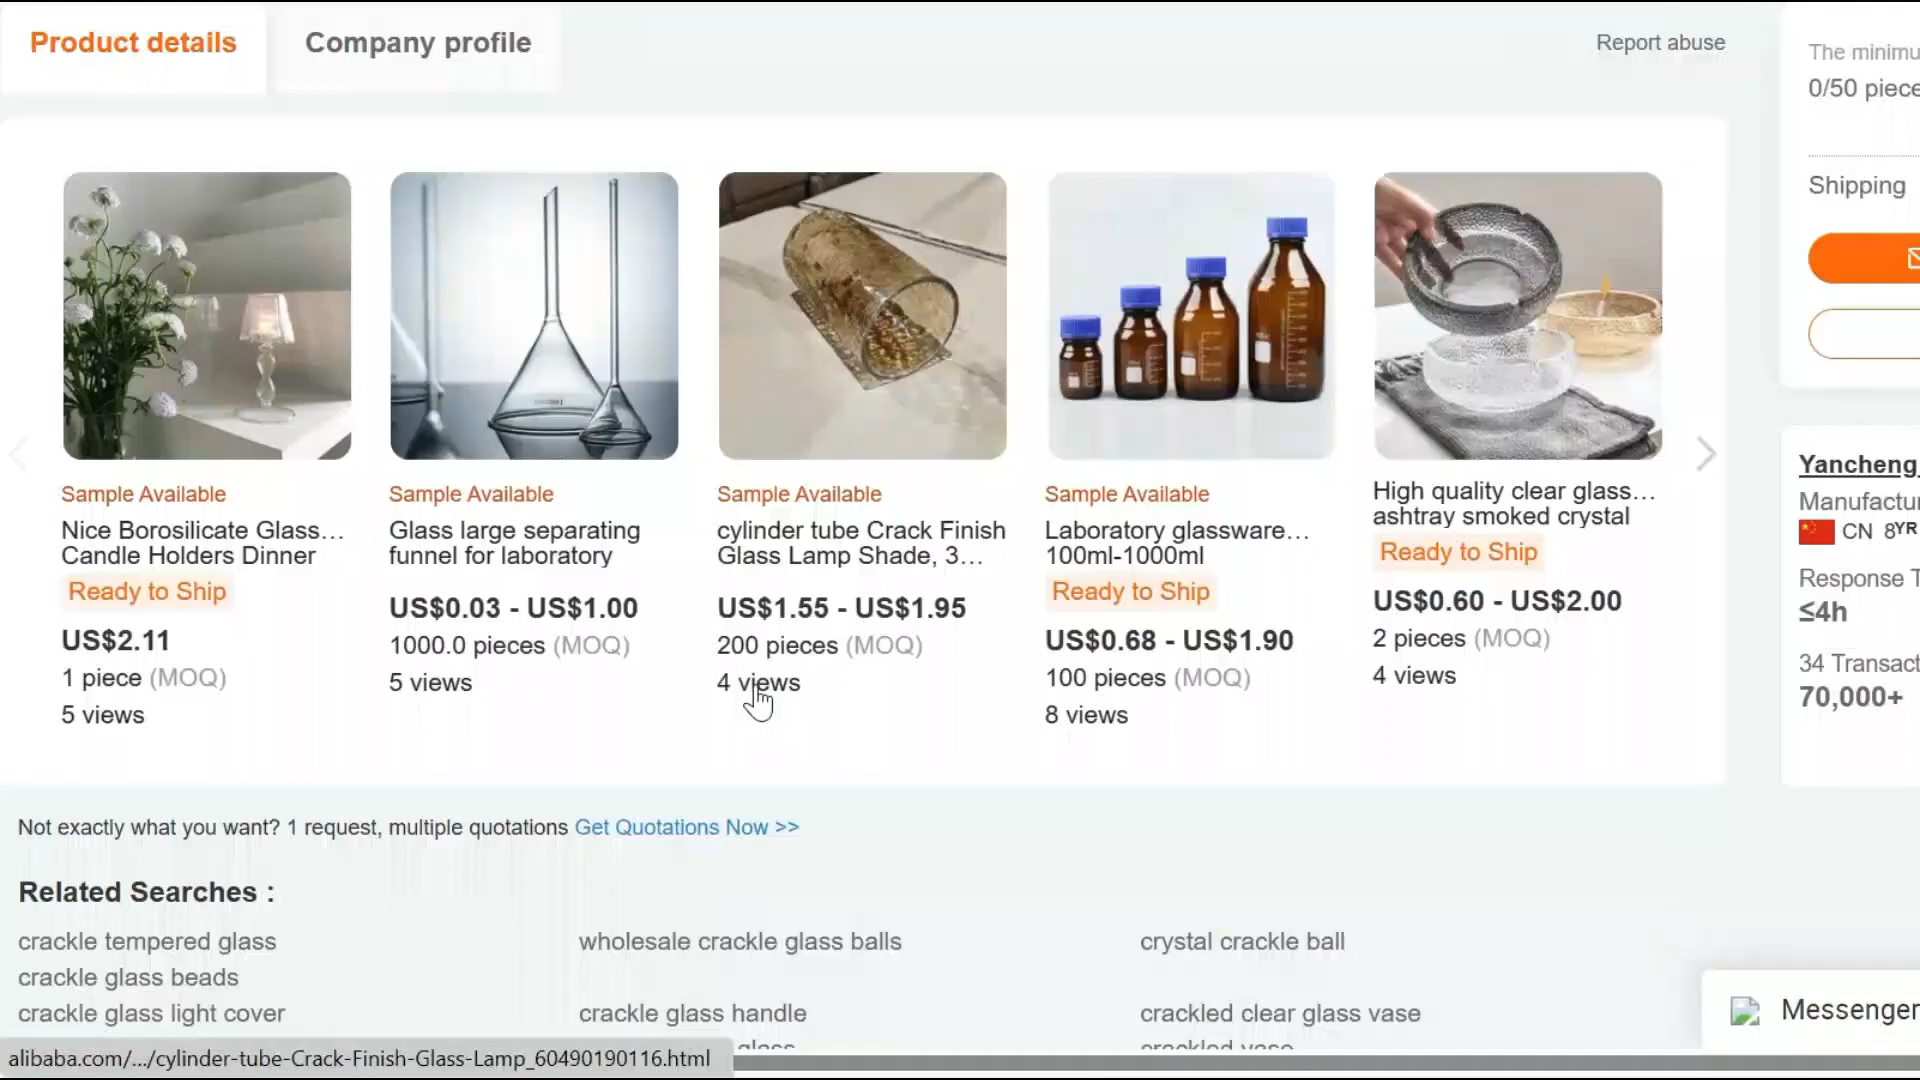 Product details
Company profile
Report abuse
The minimu
0/50 piece
Shipping
Sample Available
Nice Borosilicate Glass...
Candle Holders Dinner
Ready to Ship
US$2.11
1 piece (MOQ)
5 views
Sample Available
Glass large separating
funnel for laboratory
US$0.03 - US$1.00
1000.0 pieces (MOQ)
5 views
Sample Available
cylinder tube Crack Finish
Glass Lamp Shade, 3...
US$1.55 - US$1.95
200 pieces (MOQ)
4 views
Sample Available
Laboratory glassware...
100ml-1000ml
Ready to Ship
US$0.68 - US$1.90
100 pieces (MOQ)
8 views
High quality clear glass...
ashtray smoked crystal
Ready to Ship
US$0.60 - US$2.00
2 pieces (MOQ)
4 views
Yancheng
Manufactur
CN 8YR
Response T
≤4h
34 Transact
70,000+
Not exactly what you want? 1 request, multiple quotations Get Quotations Now >>
Related Searches :
crackle tempered glass
wholesale crackle glass balls
crystal crackle ball
crackle glass beads
crackle glass light cover
crackle glass handle
crackled clear glass vase
glass
crackled vase
Messenger
alibaba.com/.../cylinder-tube-Crack-Finish-Glass-Lamp_60490190116.html